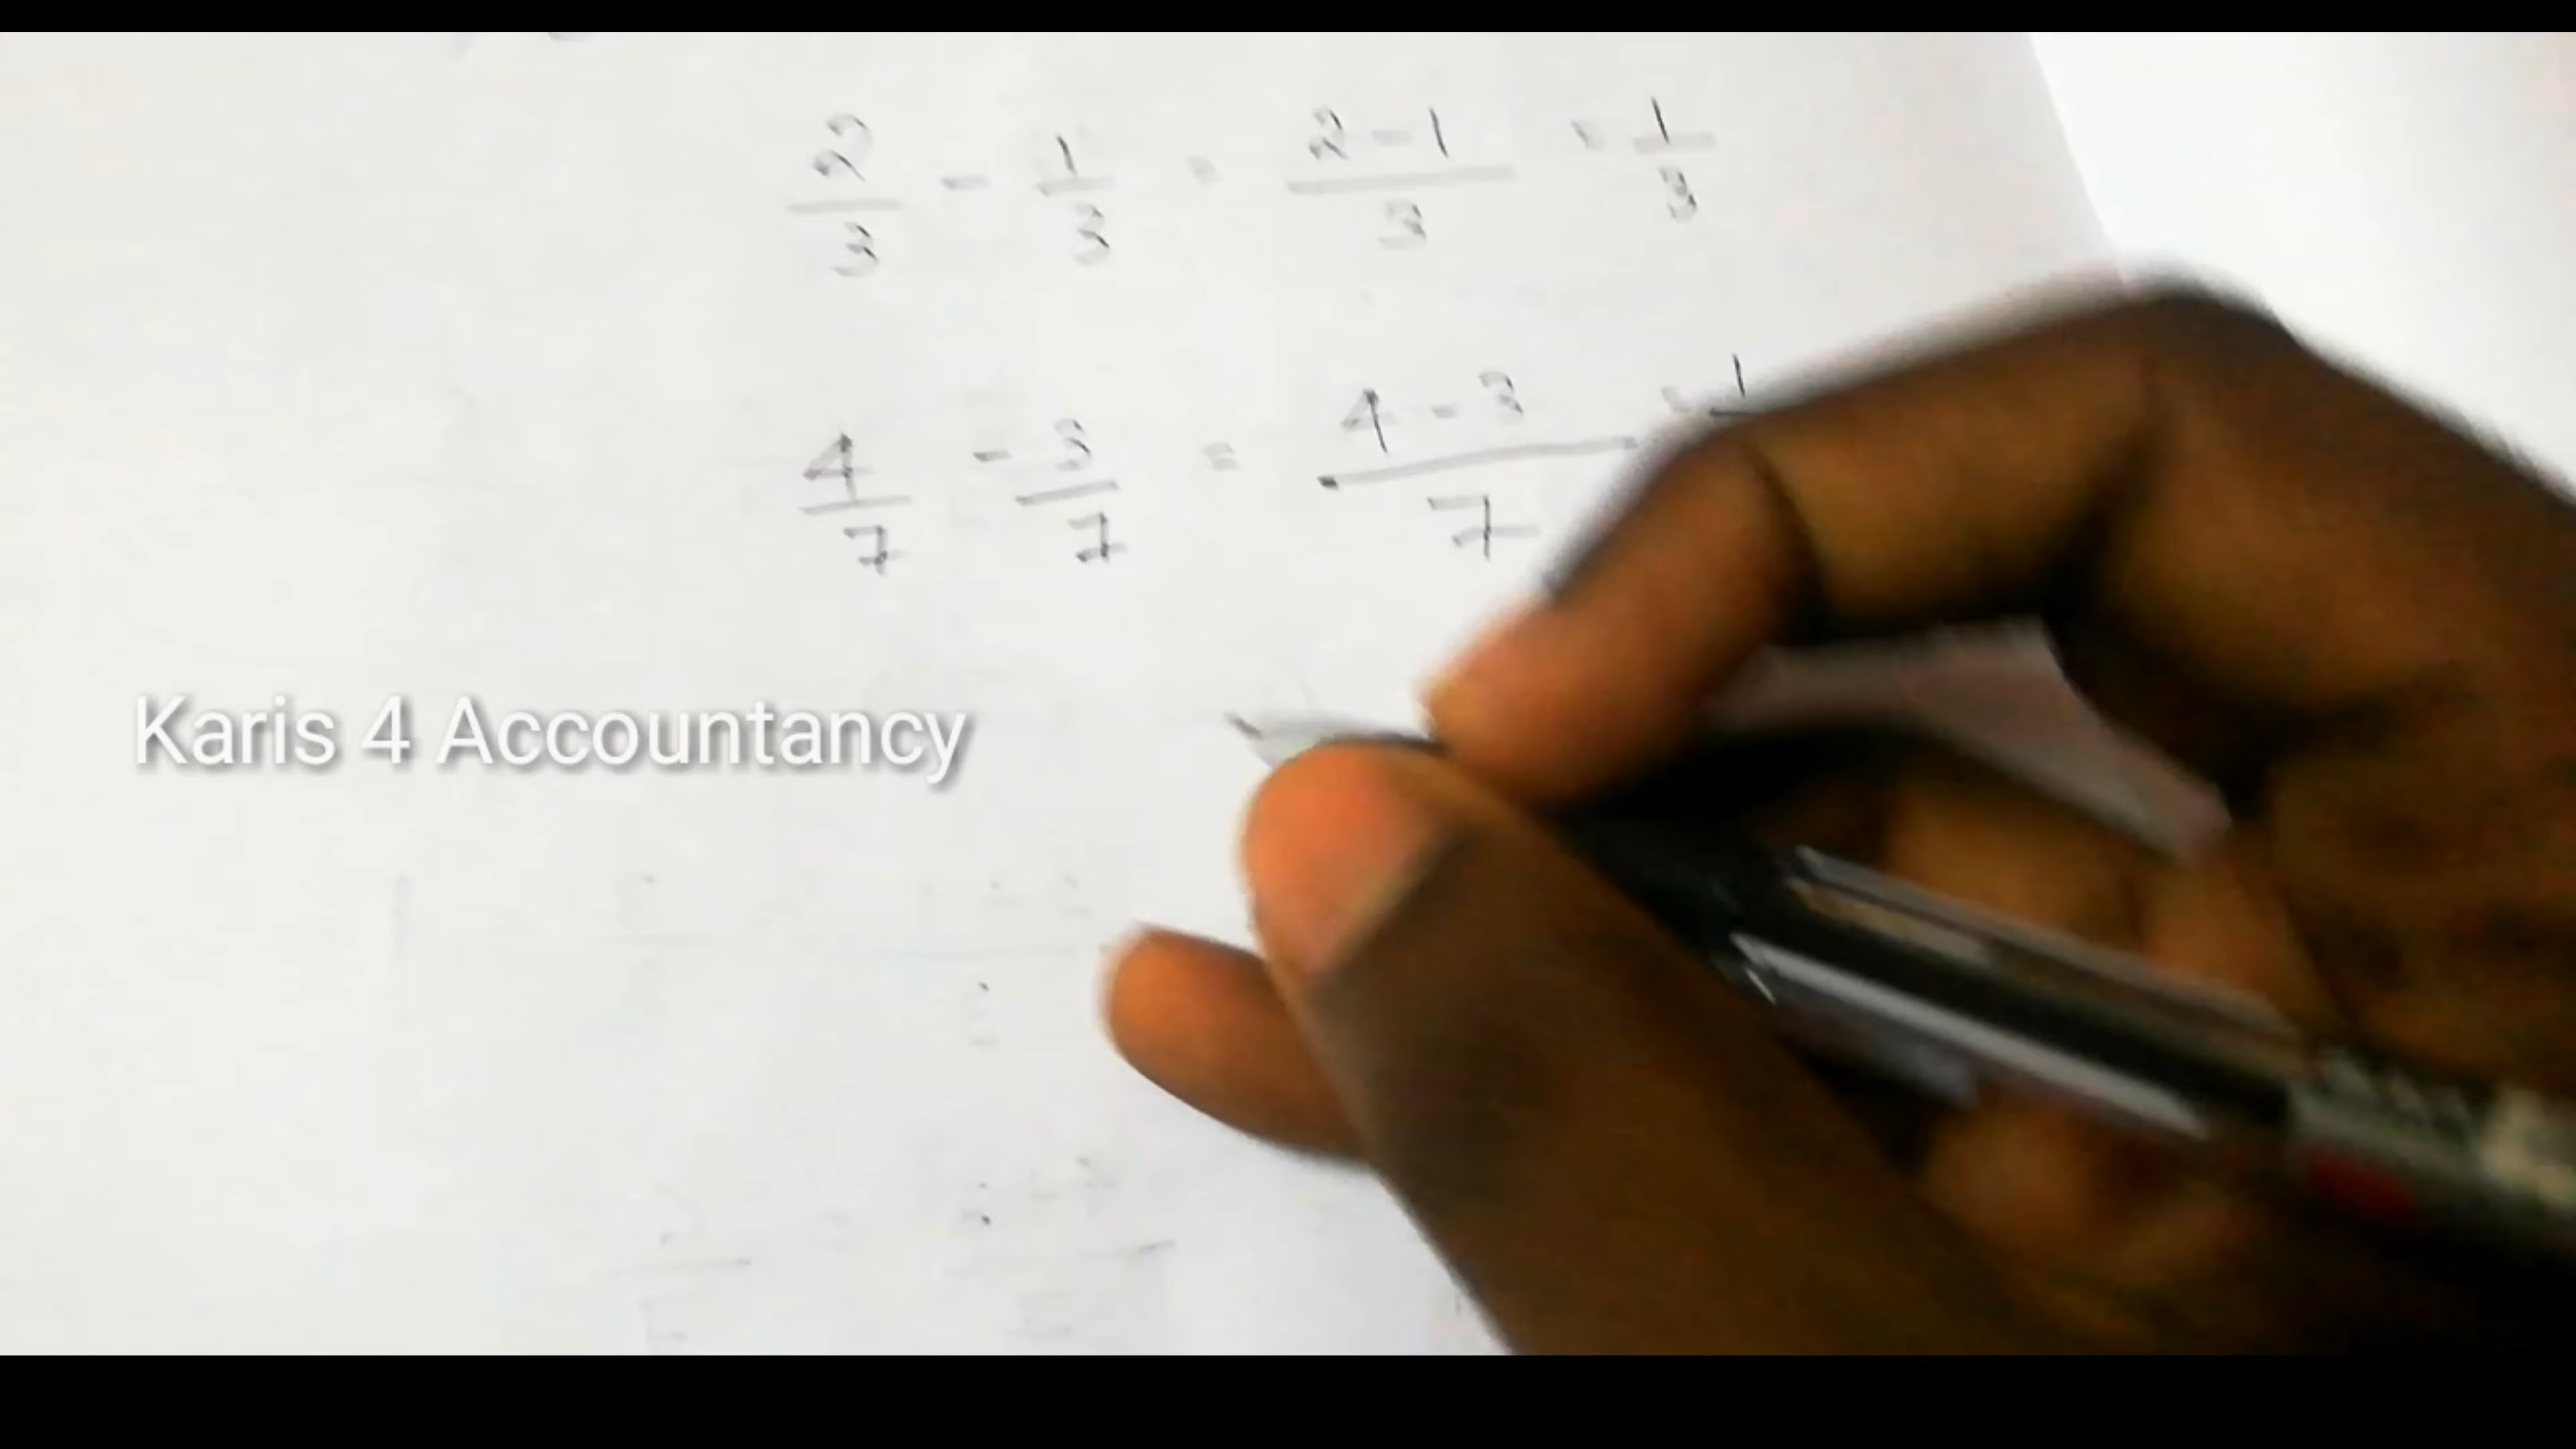 2/3 - 1/3 = 2-1/3 = 1/3
4/7 - 3/7 = 4-3/7 = 1
Karis 4 Accountancy